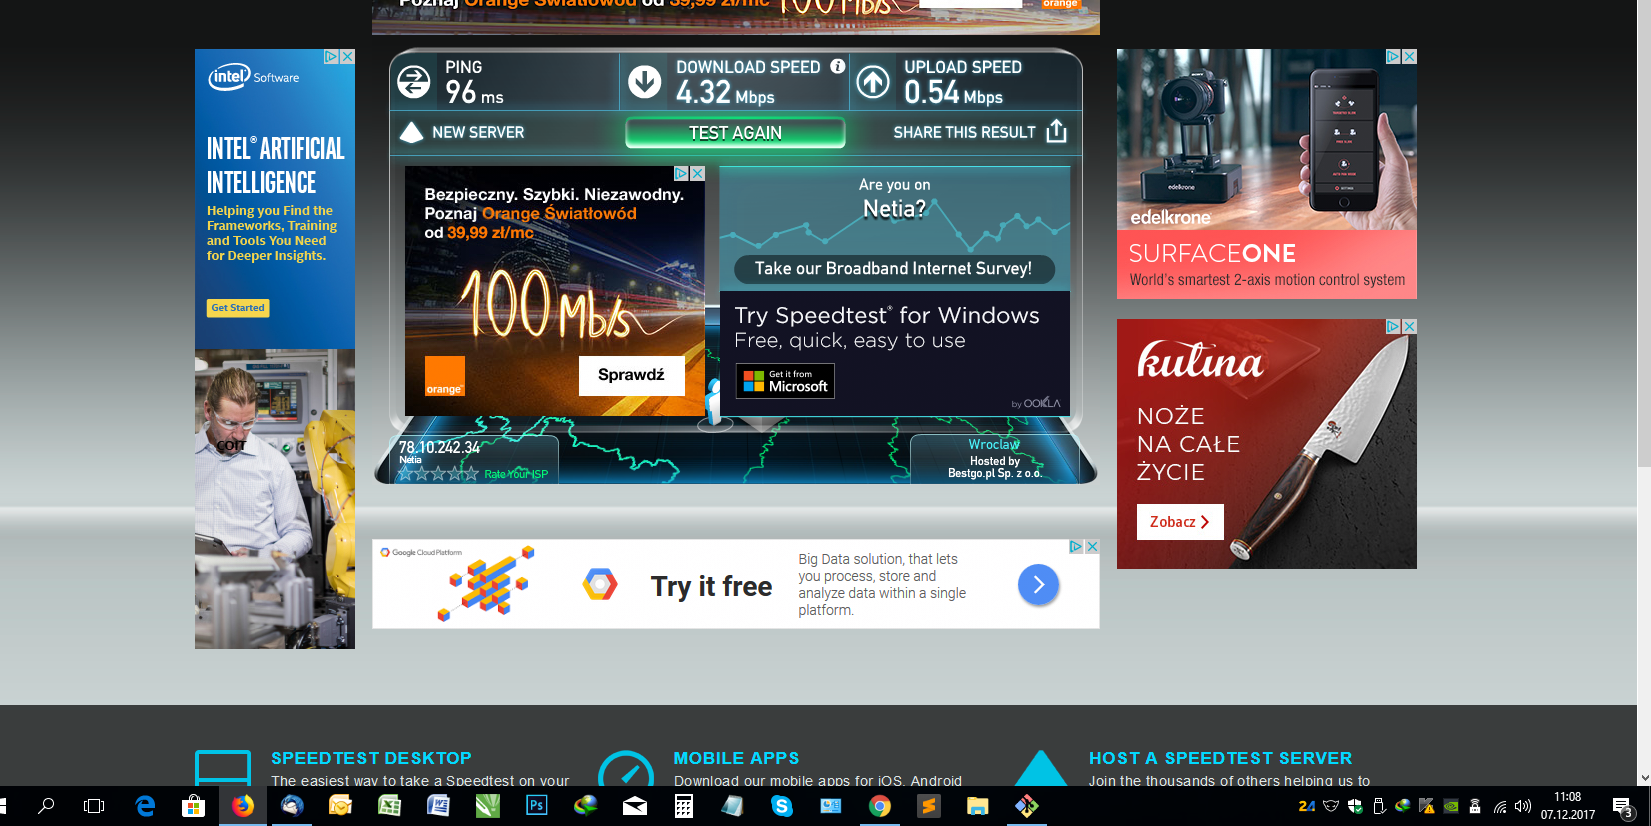 Poznaj Orange Światłowód od 39,99 zł/mc
100Mb/s
orange
intel Software
INTEL® ARTIFICIAL
INTELLIGENCE
Helping you Find the
Frameworks, Training
and Tools You Need
for Deeper Insights.
Get Started
PING
96 ms
DOWNLOAD SPEED
4.32 Mbps
UPLOAD SPEED
0.54 Mbps
NEW SERVER
TEST AGAIN
SHARE THIS RESULT
Bezpieczny. Szybki. Niezawodny.
Poznaj Orange Światłowód
od 39,99 zł/mc
100Mb/s
orange
Sprawdź
Are you on
Netia?
Take our Broadband Internet Survey!
Try Speedtest® for Windows
Free, quick, easy to use
Get it from
Microsoft
by OOKLA
78.10.242.34
Netia
Rate Your ISP
Wroclaw
Hosted by
Bestgo.pl Sp. z o.o.
edelkrone
edelkrone
SURFACEONE
World's smartest 2-axis motion control system
kulina
NOŻE
NA CAŁE
ŻYCIE
Zobacz
Google Cloud Platform
Try it free
Big Data solution, that lets
you process, store and
analyze data within a single
platform.
SPEEDTEST DESKTOP
The easiest way to take a Speedtest on your
MOBILE APPS
Download our mobile apps for iOS, Android
HOST A SPEEDTEST SERVER
Join the thousands of others helping us to
Ps
24
11:08
07.12.2017
3